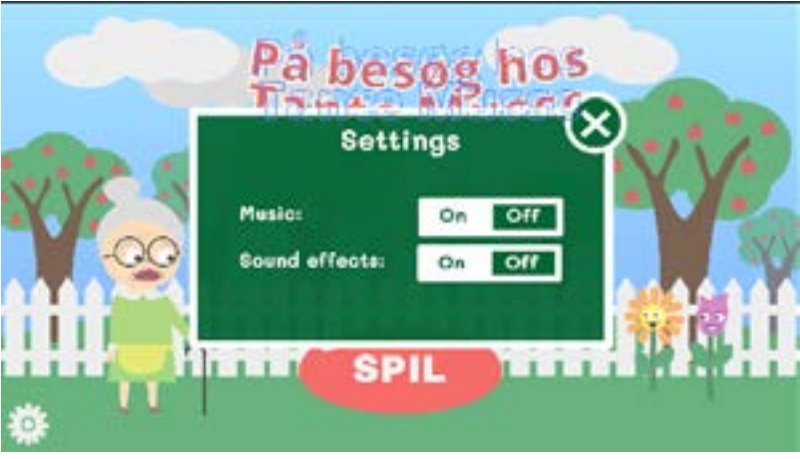 På besøg hos
Settings
Music:
On Off
Sound effects:
On Off
SPIL